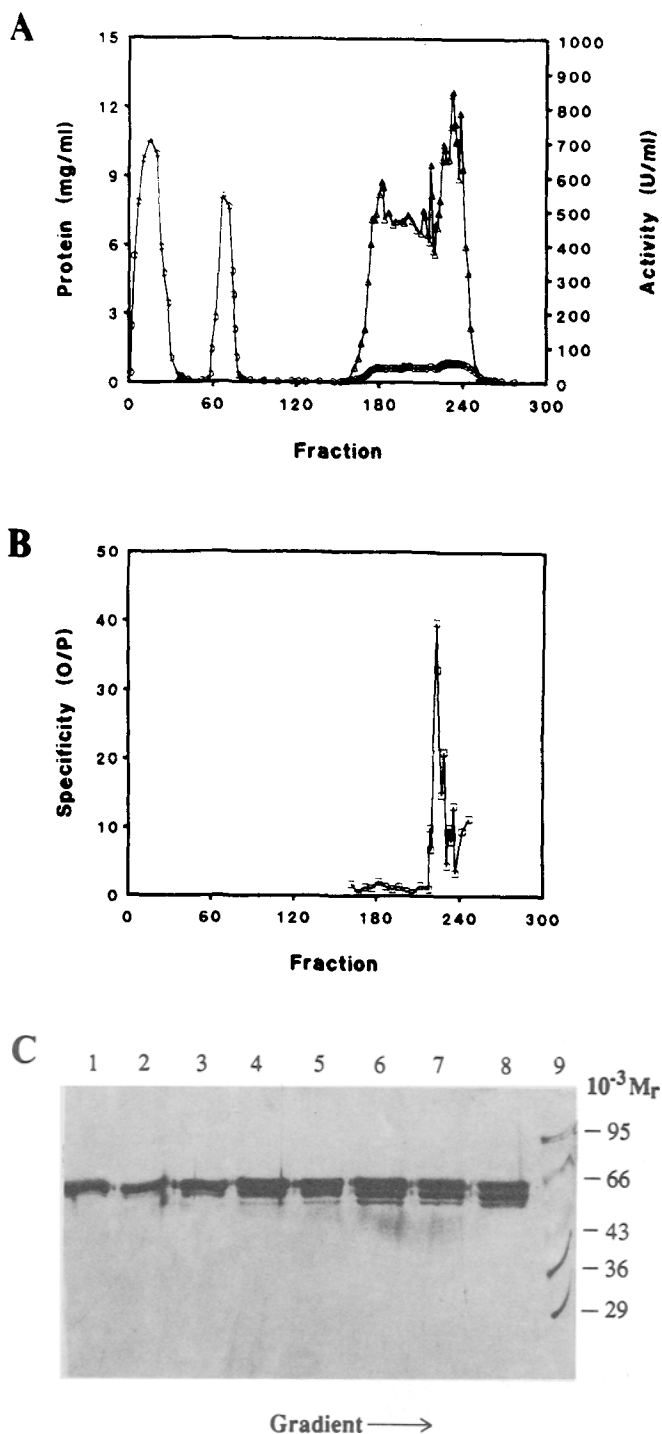 A
15
12
9
6
3
0
Protein (mg/ml)
1000
900
800
700
600
500
400
300
200
100
0
Activity (U/ml)
0 60 120 180 240 300
Fraction
B
50
40
30
20
10
0
Specificity (O/P)
0 60 120 180 240 300
Fraction
C
1 2 3 4 5 6 7 8 9
10⁻³Mr
— 95
— 66
— 43
— 36
— 29
Gradient ⟶